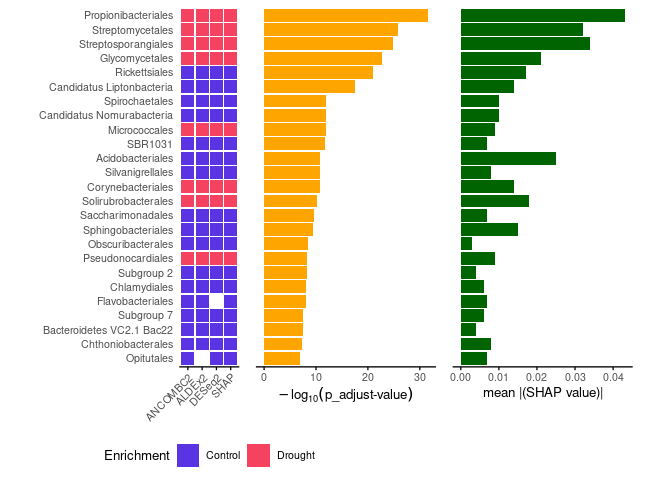 Propionibacteriales
Streptomycetales
Streptosporangiales
Glycomycetales
Rickettsiales
Candidatus Liptonbacteria
Spirochaetales
Candidatus Nomurabacteria
Micrococcales
SBR1031
Acidobacteriales
Silvanigrellales
Corynebacteriales
Solirubrobacterales
Saccharimonadales
Sphingobacteriales
Obscuribacterales
Pseudonocardiales
Subgroup 2
Chlamydiales
Flavobacteriales
Subgroup 7
Bacteroidetes VC2.1 Bac22
Chthoniobacterales
Opitutales
ANCOMBC2
ALDEx2
DESeq2
SHAP
0 10 20 30
− log10(p_adjust-value)
0.00 0.01 0.02 0.03 0.04
mean |(SHAP value)|
Enrichment Control Drought